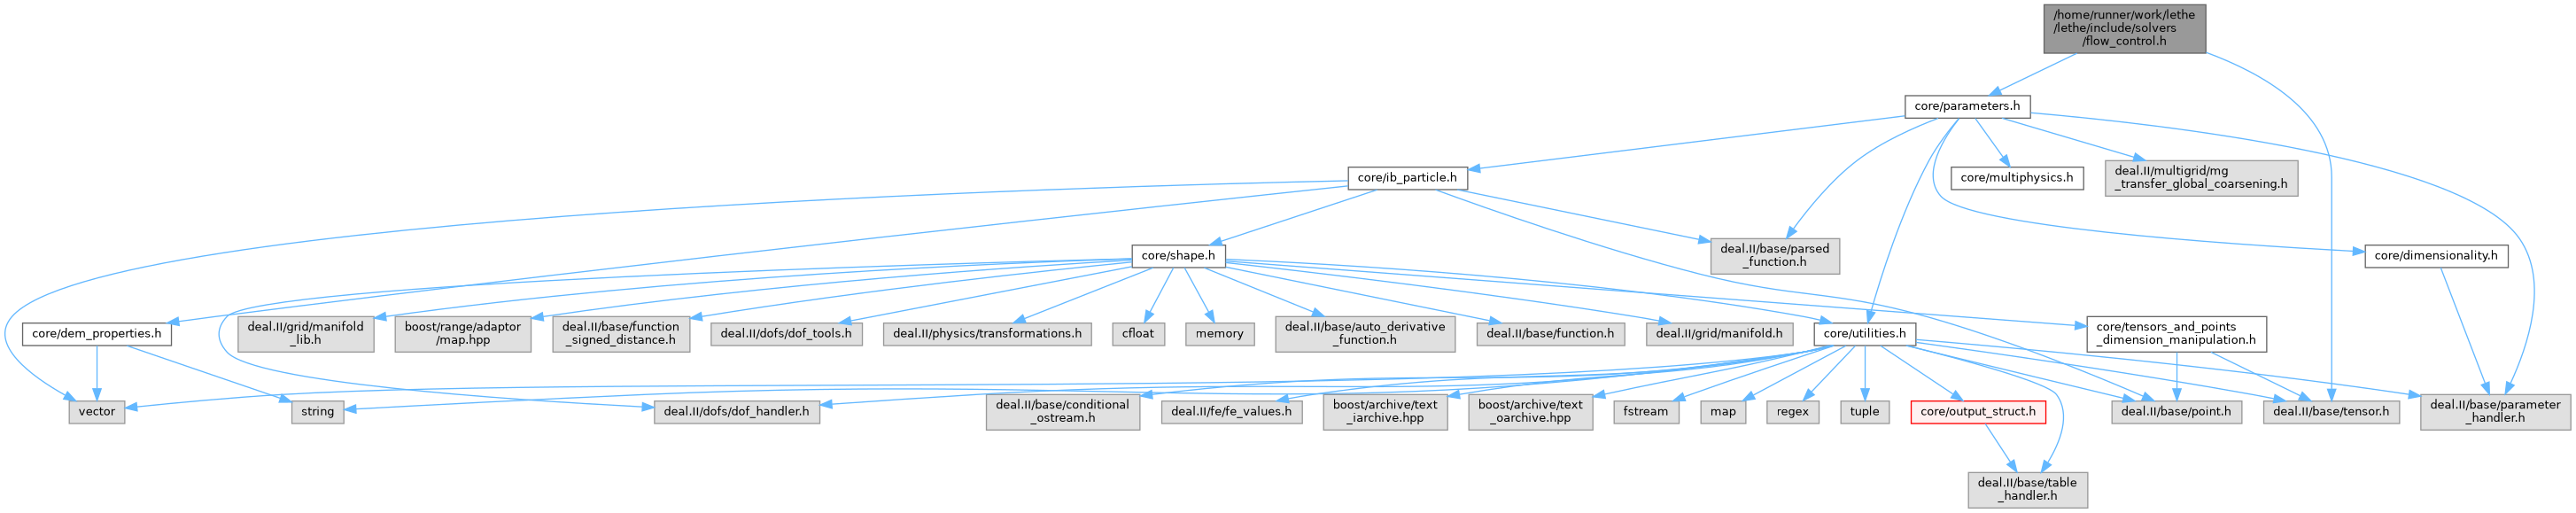 /home/runner/work/lethe
/lethe/include/solvers
/flow_control.h
core/parameters.h
core/ib_particle.h
core/multiphysics.h
deal.II/multigrid/mg
_transfer_global_coarsening.h
core/shape.h
deal.II/base/parsed
_function.h
core/dimensionality.h
core/dem_properties.h
deal.II/grid/manifold
_lib.h
boost/range/adaptor
/map.hpp
deal.II/base/function
_signed_distance.h
deal.II/dofs/dof_tools.h
deal.II/physics/transformations.h
cfloat
memory
deal.II/base/auto_derivative
_function.h
deal.II/base/function.h
deal.II/grid/manifold.h
core/utilities.h
core/tensors_and_points
_dimension_manipulation.h
vector
string
deal.II/dofs/dof_handler.h
deal.II/base/conditional
_ostream.h
deal.II/fe/fe_values.h
boost/archive/text
_iarchive.hpp
boost/archive/text
_oarchive.hpp
fstream
map
regex
tuple
core/output_struct.h
deal.II/base/point.h
deal.II/base/tensor.h
deal.II/base/parameter
_handler.h
deal.II/base/table
_handler.h